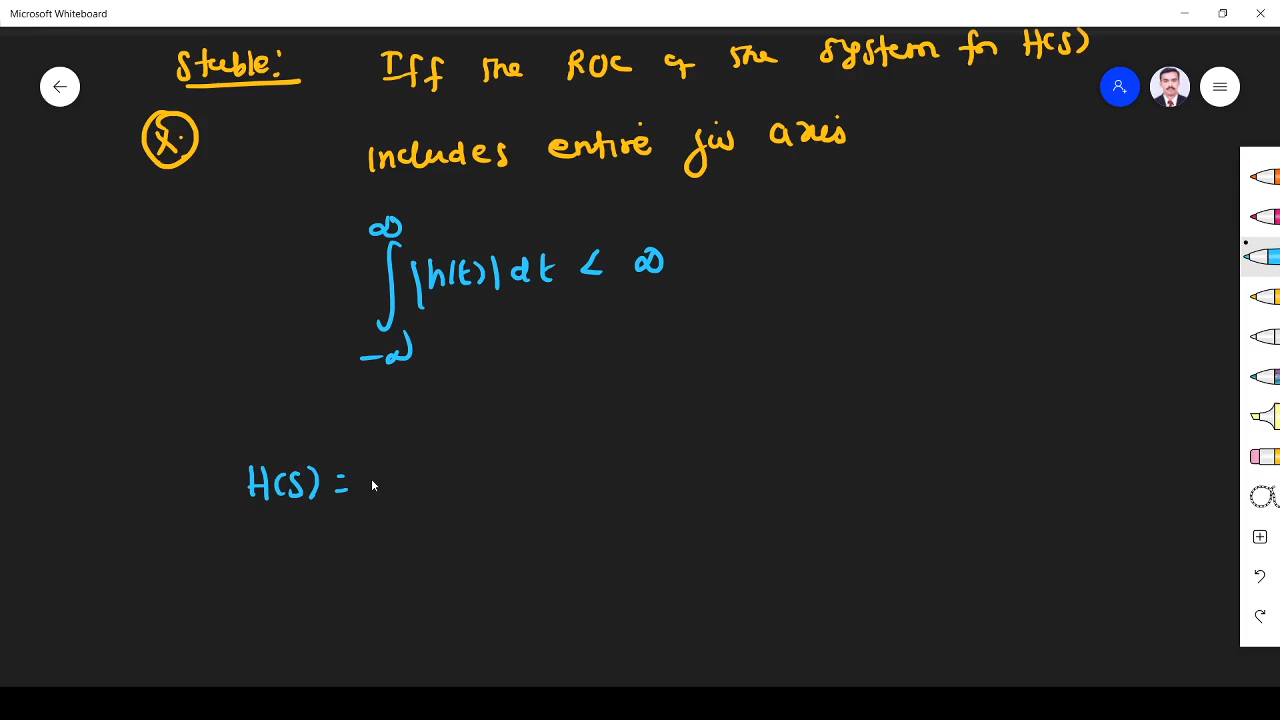 Microsoft Whiteboard
Stable: Iff the ROC of the system for H(s)
X.
includes entire jω axis
∞
∫ |h(t)| dt < ∞
-∞
H(S) =